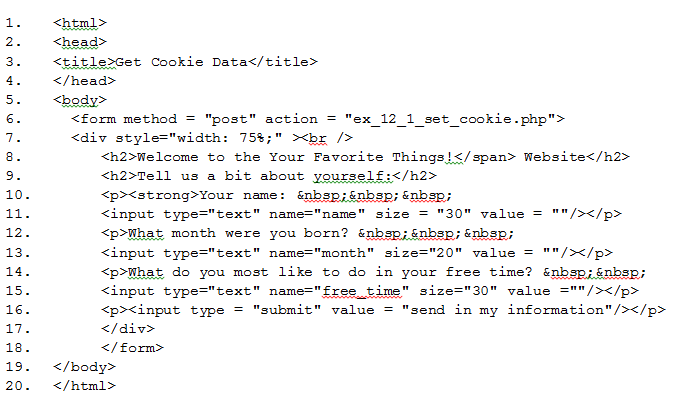 1. <html>
2. <head>
3. <title>Get Cookie Data</title>
4. </head>
5. <body>
6. <form method = "post" action = "ex_12_1_set_cookie.php">
7. <div style="width: 75%;" ><br />
8. <h2>Welcome to the Your Favorite Things!</span> Website</h2>
9. <h2>Tell us a bit about yourself:</h2>
10. <p><strong>Your name: &nbsp;&nbsp;&nbsp;
11. <input type="text" name="name" size = "30" value = ""/></p>
12. <p>What month were you born? &nbsp;&nbsp;&nbsp;
13. <input type="text" name="month" size="20" value = ""/></p>
14. <p>What do you most like to do in your free time? &nbsp;&nbsp;
15. <input type="text" name="free_time" size="30" value =""/></p>
16. <p><input type = "submit" value = "send in my information"/></p>
17. </div>
18. </form>
19. </body>
20. </html>